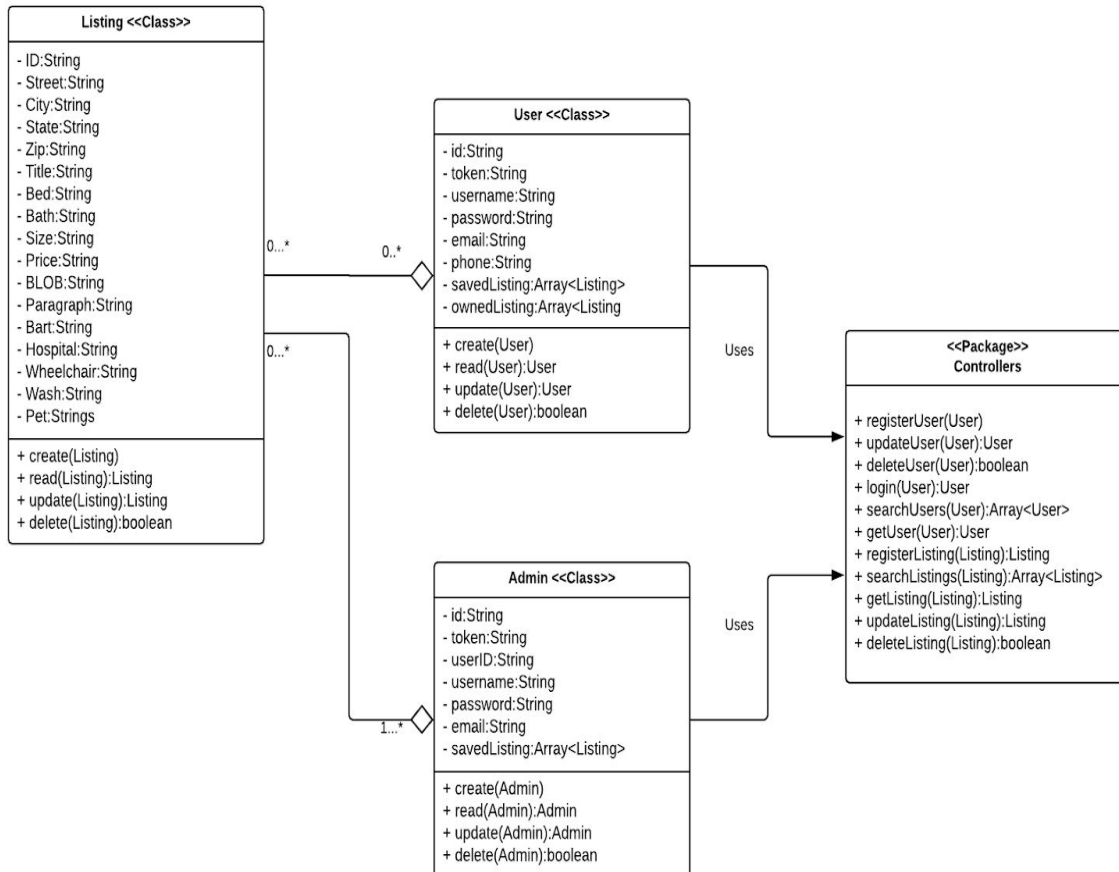 Listing <<Class>>
- ID:String
- Street:String
- City:String
- State:String
- Zip:String
- Title:String
- Bed:String
- Bath:String
- Size:String
- Price:String
- BLOB:String
- Paragraph:String
- Bart:String
- Hospital:String
- Wheelchair:String
- Wash:String
- Pet:Strings
+ create(Listing)
+ read(Listing):Listing
+ update(Listing):Listing
+ delete(Listing):boolean
0...*
0..*
0...*
1...*
User <<Class>>
- id:String
- token:String
- username:String
- password:String
- email:String
- phone:String
- savedListing:Array<Listing>
- ownedListing:Array<Listing
+ create(User)
+ read(User):User
+ update(User):User
+ delete(User):boolean
Admin <<Class>>
- id:String
- token:String
- userID:String
- username:String
- password:String
- email:String
- savedListing:Array<Listing>
+ create(Admin)
+ read(Admin):Admin
+ update(Admin):Admin
+ delete(Admin):boolean
Uses
Uses
<<Package>>
Controllers
+ registerUser(User)
+ updateUser(User):User
+ deleteUser(User):boolean
+ login(User):User
+ searchUsers(User):Array<User>
+ getUser(User):User
+ registerListing(Listing):Listing
+ searchListings(Listing):Array<Listing>
+ getListing(Listing):Listing
+ updateListing(Listing):Listing
+ deleteListing(Listing):boolean